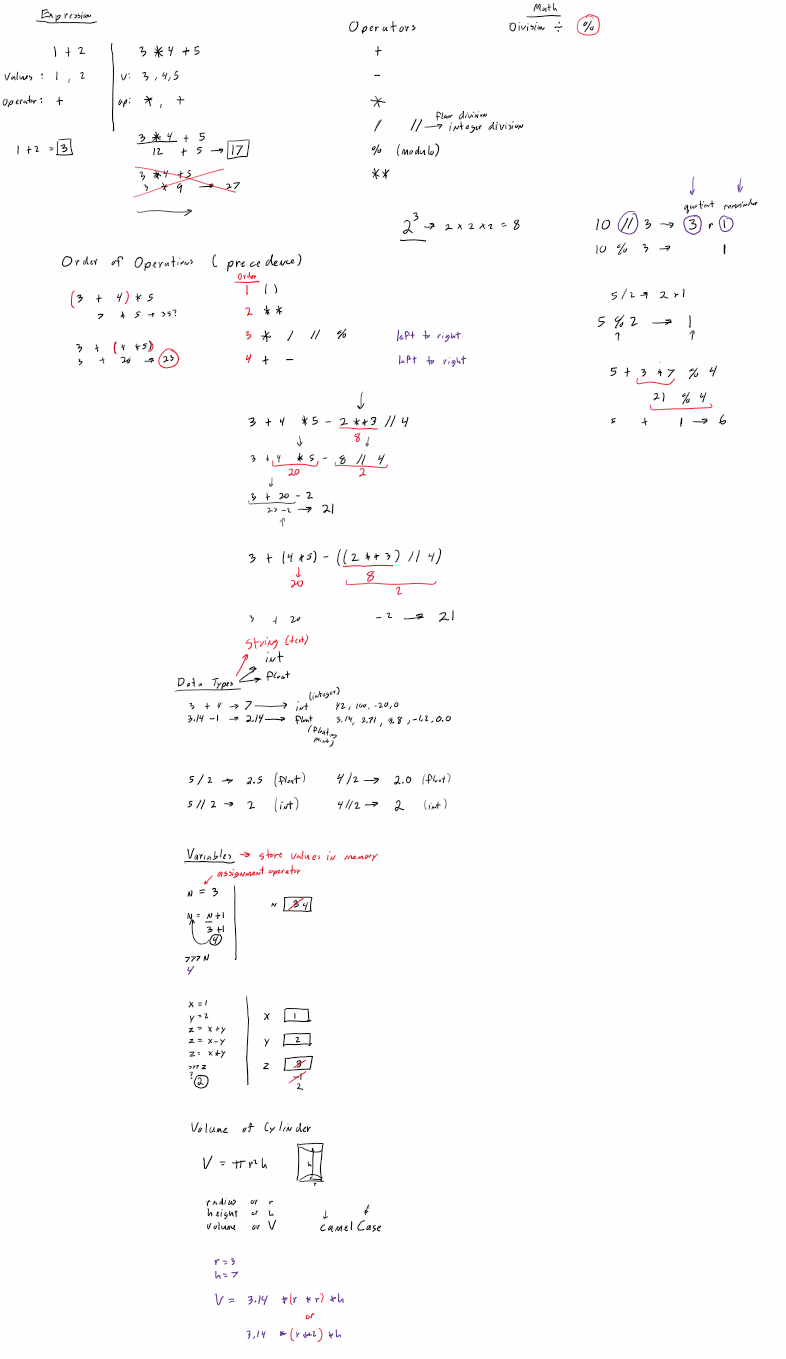 Expression
1 + 2
Values : 1 , 2
Operator : +
1 + 2 = 3
3 * 4 + 5
V: 3, 4, 5
op: *, +
3 * 4 + 5
12 + 5 → 17
3 * 4 + 5
3 * 9 → 27
Operators
+
-
*
/ // → floor division
integer division
% (modulo)
**
2³ → 2 x 2 x 2 = 8
Math
Division ÷ %
quotient remainder
10 // 3 → 3 r 1
10 % 3 → 1
5 / 2 → 2 r 1
5 % 2 → 1
5 + 3 * 7 % 4
21 % 4
5 + 1 → 6
Order of Operations ( precedence )
(3 + 4) * 5
7 * 5 → 35?
3 + (4 * 5)
3 + 20 → 23
Order
1 ()
2 **
3 * / // % left to right
4 + - left to right
3 + 4 * 5 - 2 ** 3 // 4
8
3 + 4 * 5 - 8 // 4
20 2
3 + 20 - 2
23 - 2 → 21
3 + (4 * 5) - ((2 ** 3) // 4)
20 8
2
3 + 20 - 2 → 21
String (text)
int
float
Data Types
3 + 4 → 7 → int (integer) 42, 100, -20, 0
3.14 - 1 → 2.14 → float 3.14, 2.71, 9.8, -1.2, 0.0
(floating point)
5 / 2 → 2.5 (float) 4 / 2 → 2.0 (float)
5 // 2 → 2 (int) 4 // 2 → 2 (int)
Variables → store values in memory
assignment operator
N = 3
N = N + 1
3 + 1
4
>>> N
4
N 3 4
x = 1
y = 2
z = x + y
z = x - y
z = x * y
>>> z
? 2
X 1
Y 2
Z 3
-1
2
Volume of Cylinder
V = π r² h
h
r
radius or r
height or h
volume or V
camel Case
r = 3
h = 7
V = 3.14 * (r * r) * h
or
3.14 * (r ** 2) * h